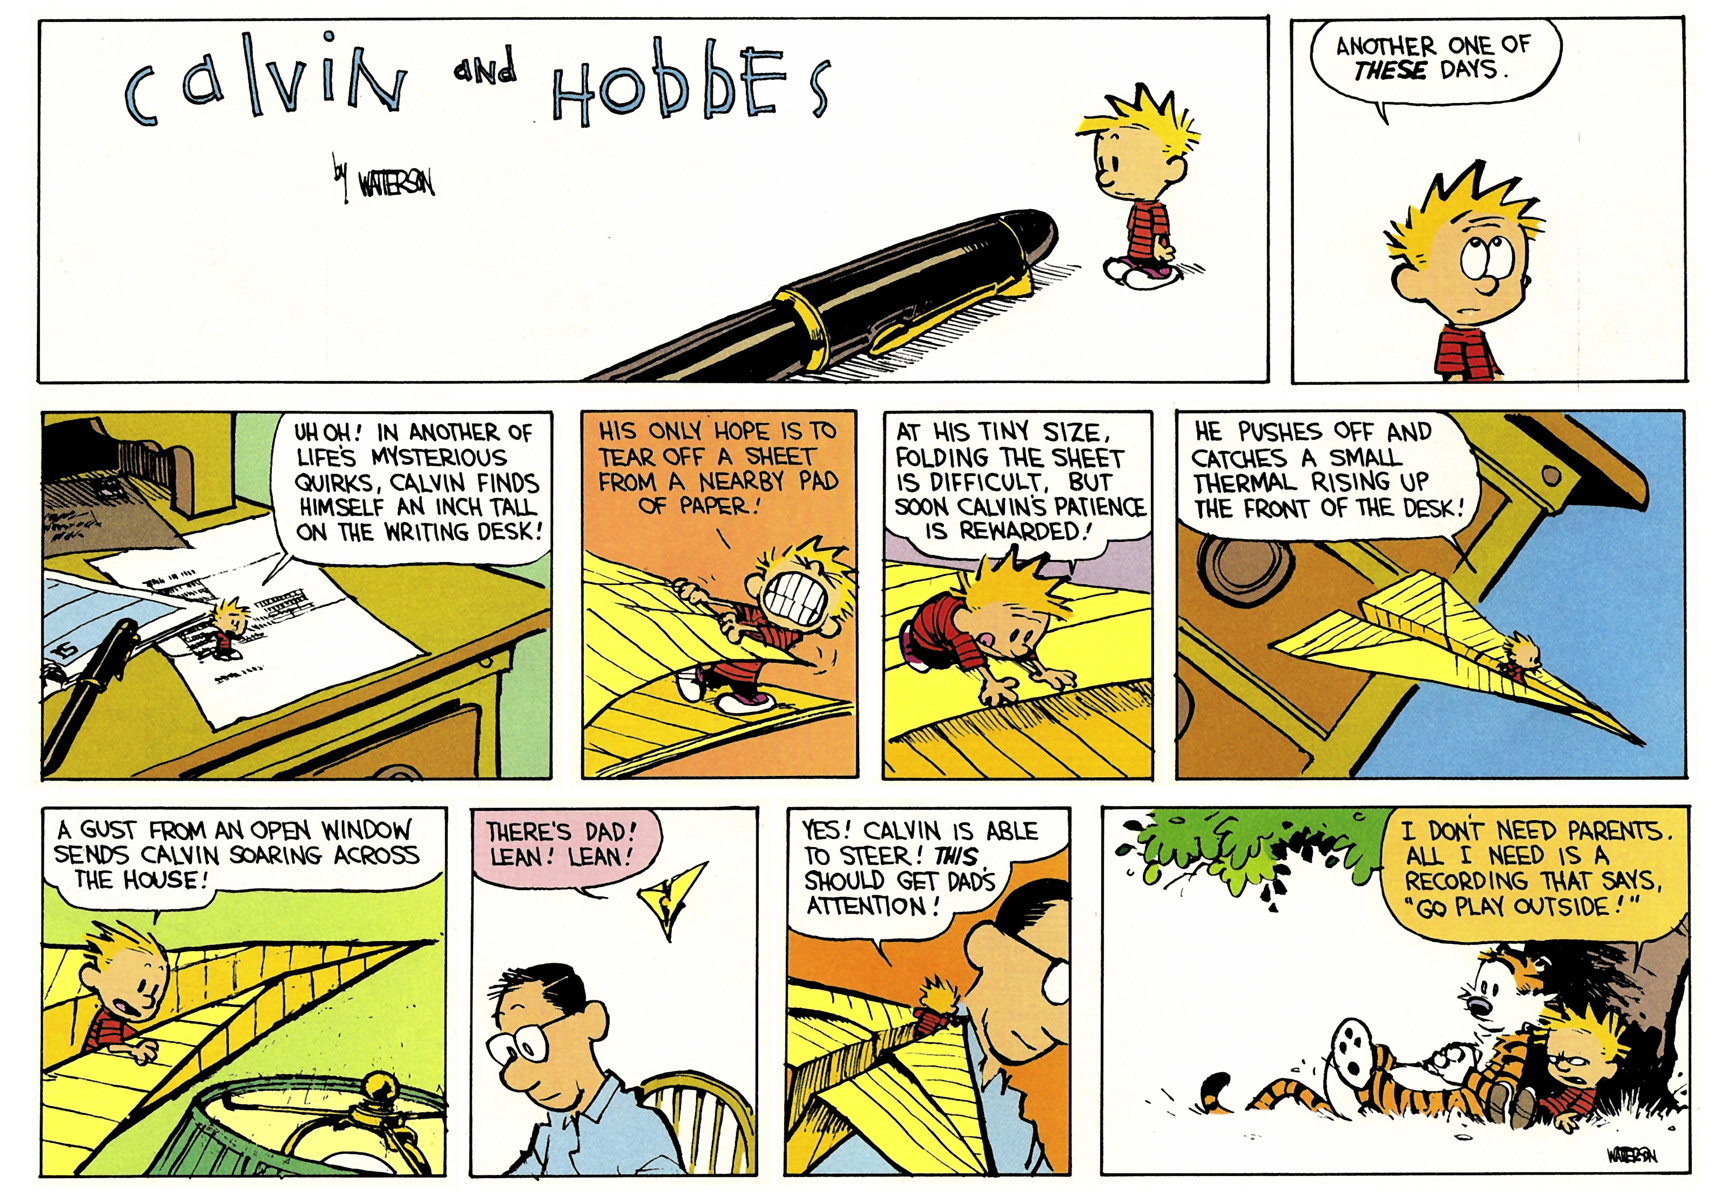 CALVIN AND HOBBES
by WATTERSON
ANOTHER ONE OF
THESE DAYS.
UH OH! IN ANOTHER OF
LIFE'S MYSTERIOUS
QUIRKS, CALVIN FINDS
HIMSELF AN INCH TALL
ON THE WRITING DESK!
15
HIS ONLY HOPE IS TO
TEAR OFF A SHEET
FROM A NEARBY PAD
OF PAPER!
AT HIS TINY SIZE,
FOLDING THE SHEET
IS DIFFICULT, BUT
SOON CALVIN'S PATIENCE
IS REWARDED!
HE PUSHES OFF AND
CATCHES A SMALL
THERMAL RISING UP
THE FRONT OF THE DESK!
A GUST FROM AN OPEN WINDOW
SENDS CALVIN SOARING ACROSS
THE HOUSE!
THERE'S DAD!
LEAN! LEAN!
YES! CALVIN IS ABLE
TO STEER! THIS
SHOULD GET DAD'S
ATTENTION!
I DON'T NEED PARENTS.
ALL I NEED IS A
RECORDING THAT SAYS,
"GO PLAY OUTSIDE!"
WATTERSON